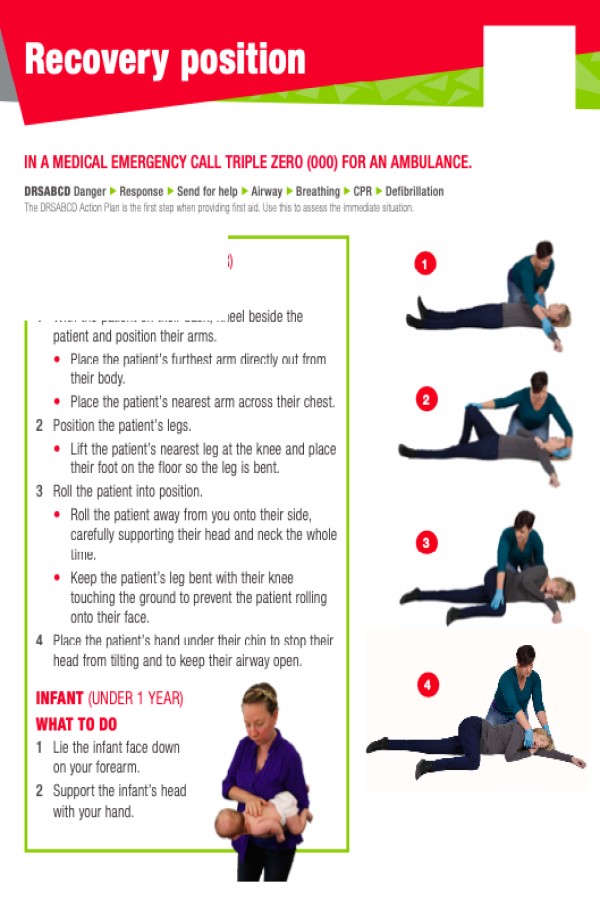 Recovery position
IN A MEDICAL EMERGENCY CALL TRIPLE ZERO (000) FOR AN AMBULANCE.
DRSABCD Danger ▶ Response ▶ Send for help ▶ Airway ▶ Breathing ▶ CPR ▶ Defibrillation
The DRSABCD Action Plan is the first step when providing first aid. Use this to assess the immediate situation.
kneel beside the
patient and position their arms.
• Place the patient's furthest arm directly out from
their body.
• Place the patient's nearest arm across their chest.
2 Position the patient's legs.
• Lift the patient's nearest leg at the knee and place
their foot on the floor so the leg is bent.
3 Roll the patient into position.
• Roll the patient away from you onto their side,
carefully supporting their head and neck the whole
time.
• Keep the patient's leg bent with their knee
touching the ground to prevent the patient rolling
onto their face.
4 Place the patient's hand under their chin to stop their
head from tilting and to keep their airway open.
INFANT (UNDER 1 YEAR)
WHAT TO DO
1 Lie the infant face down
on your forearm.
2 Support the infant's head
with your hand.
1
2
3
4